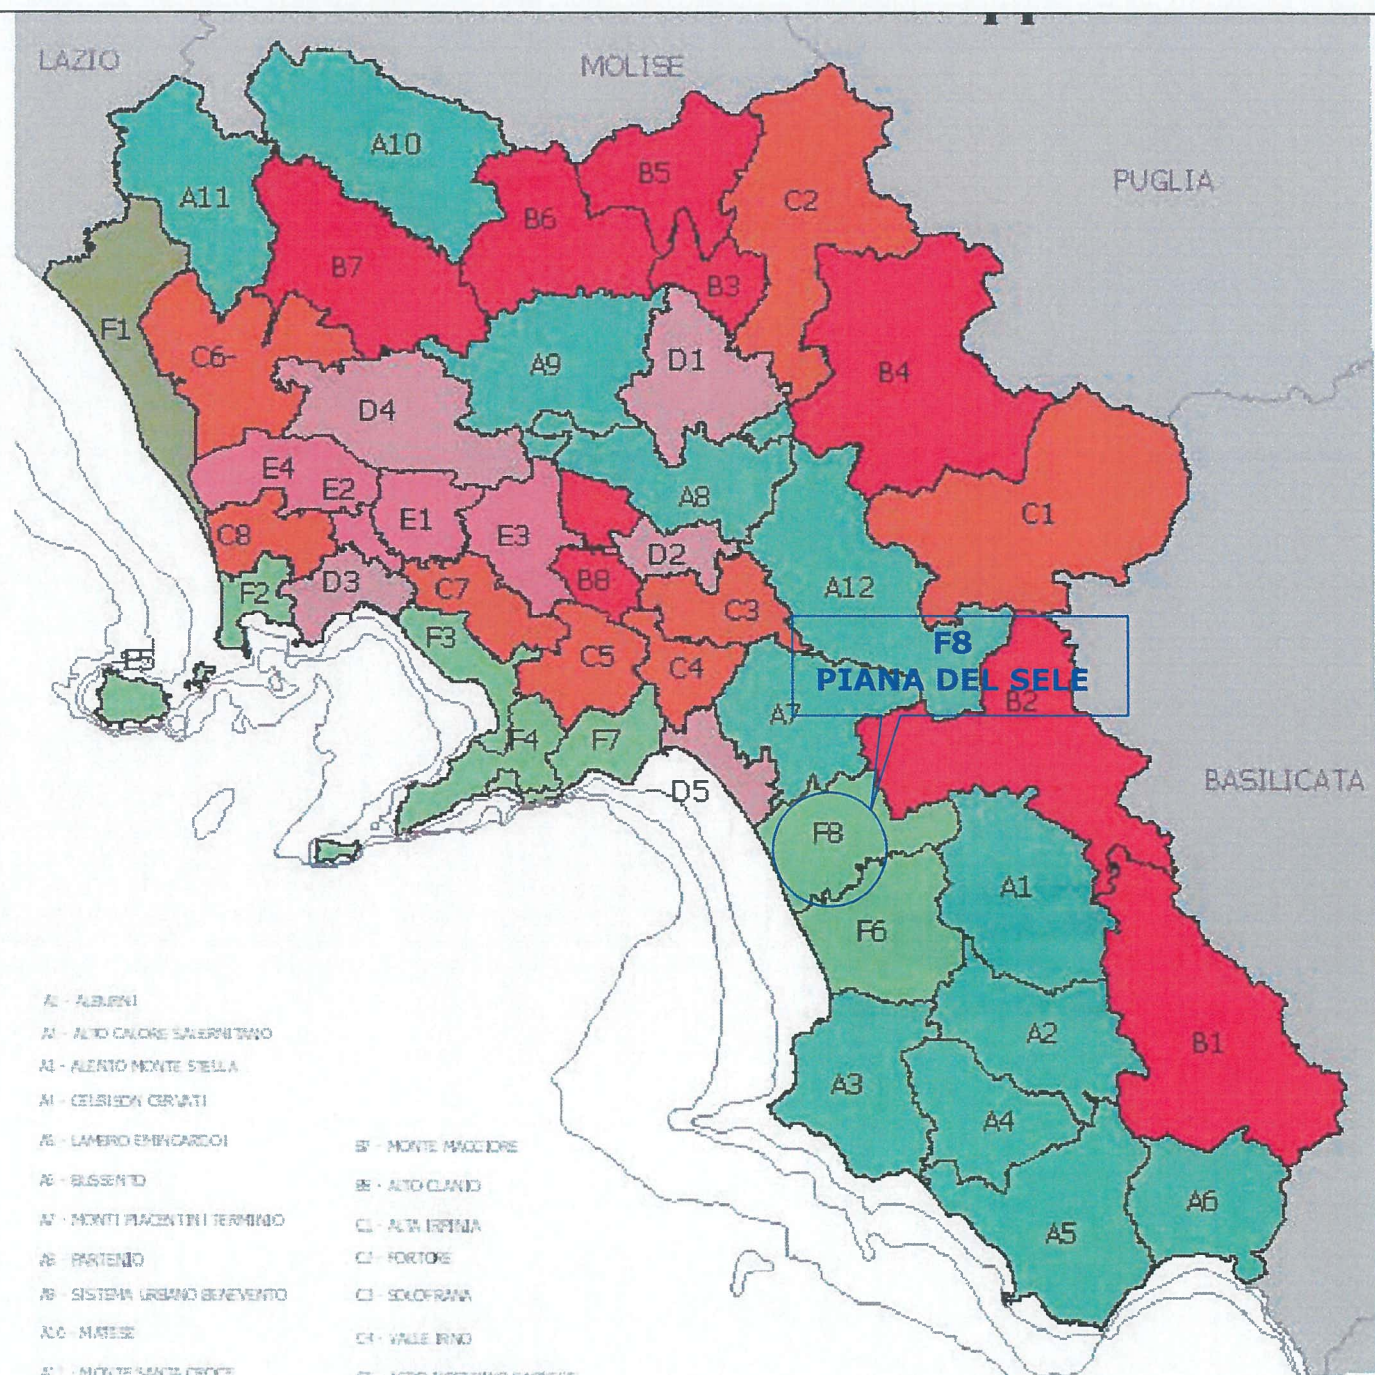 LAZIO
MOLISE
PUGLIA
BASILICATA
A10
A11
B5
C2
B6
B7
B3
F1
C6-
A9
D1
B4
D4
E4
E2
A8
E1
E3
C1
C8
D2
F2
D3
C7
B8
C3
A12
F3
F8
PIANA DEL SELE
F5
C5
C4
B2
A7
F4
F7
D5
F8
A1
F6
A2
A3
B1
A4
A6
A5
A1 - ALBURNI
A2 - ALTO CALORE SALERNITANO
A3 - ALENTO MONTE STELLA
A4 - GELBISON CERVATI
A5 - LAMBRO E MINGARDO
A6 - BUSSENTO
A7 - MONTI PIACENTINI TERMINIO
A8 - PARTENIO
A9 - SISTEMA URBANO BENEVENTO
A10 - MATESE
MONTE SANTA CROCE
B7 - MONTE MAGGIORE
B8 - ALTO CLANIO
C1 - ALTA IRPINIA
C2 - FORTORE
C3 - SOLOFRANA
C4 - VALLE IRNO